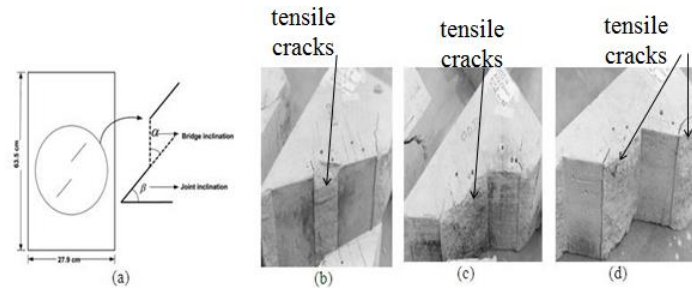 tensile
cracks
tensile
cracks
tensile
cracks
63.5 cm
27.9 cm
α
Bridge inclination
β
Joint inclination
(a)
(b)
(c)
(d)